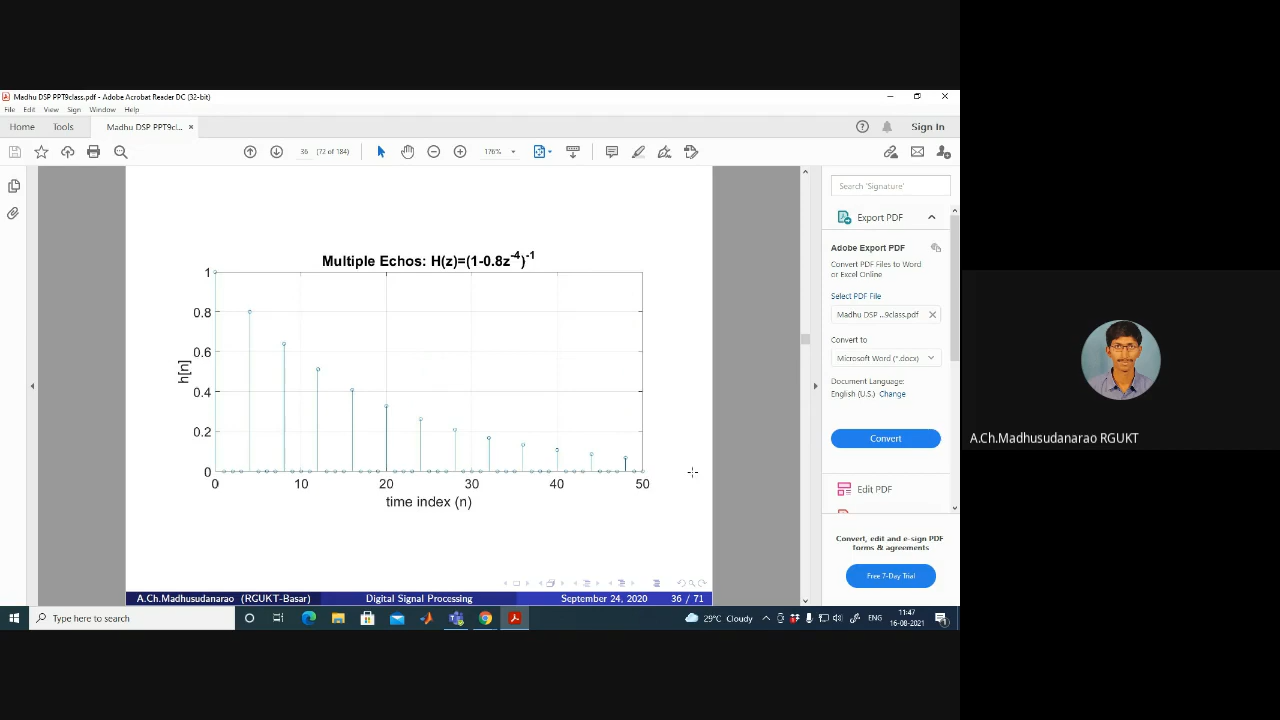 Madhu DSP PPT9class.pdf - Adobe Acrobat Reader DC (32-bit)
File Edit View Sign Window Help
Home Tools Madhu DSP PPT9cl... × Sign In
36 (72 of 184) 176%
Search 'Signature'
Export PDF
Adobe Export PDF
Convert PDF Files to Word
or Excel Online
Select PDF File
Madhu DSP ...9class.pdf
Convert to
Microsoft Word (*.docx)
Document Language:
English (U.S.) Change
Convert
Edit PDF
Convert, edit and e-sign PDF
forms & agreements
Free 7-Day Trial
Multiple Echos: H(z)=(1-0.8z^-4)^-1
1
0.8
0.6
0.4
0.2
0
h[n]
0 10 20 30 40 50
time index (n)
A.Ch.Madhusudanarao (RGUKT-Basar) Digital Signal Processing September 24, 2020 36 / 71
Type here to search
29°C Cloudy ENG
11:47
16-08-2021
A.Ch.Madhusudanarao RGUKT